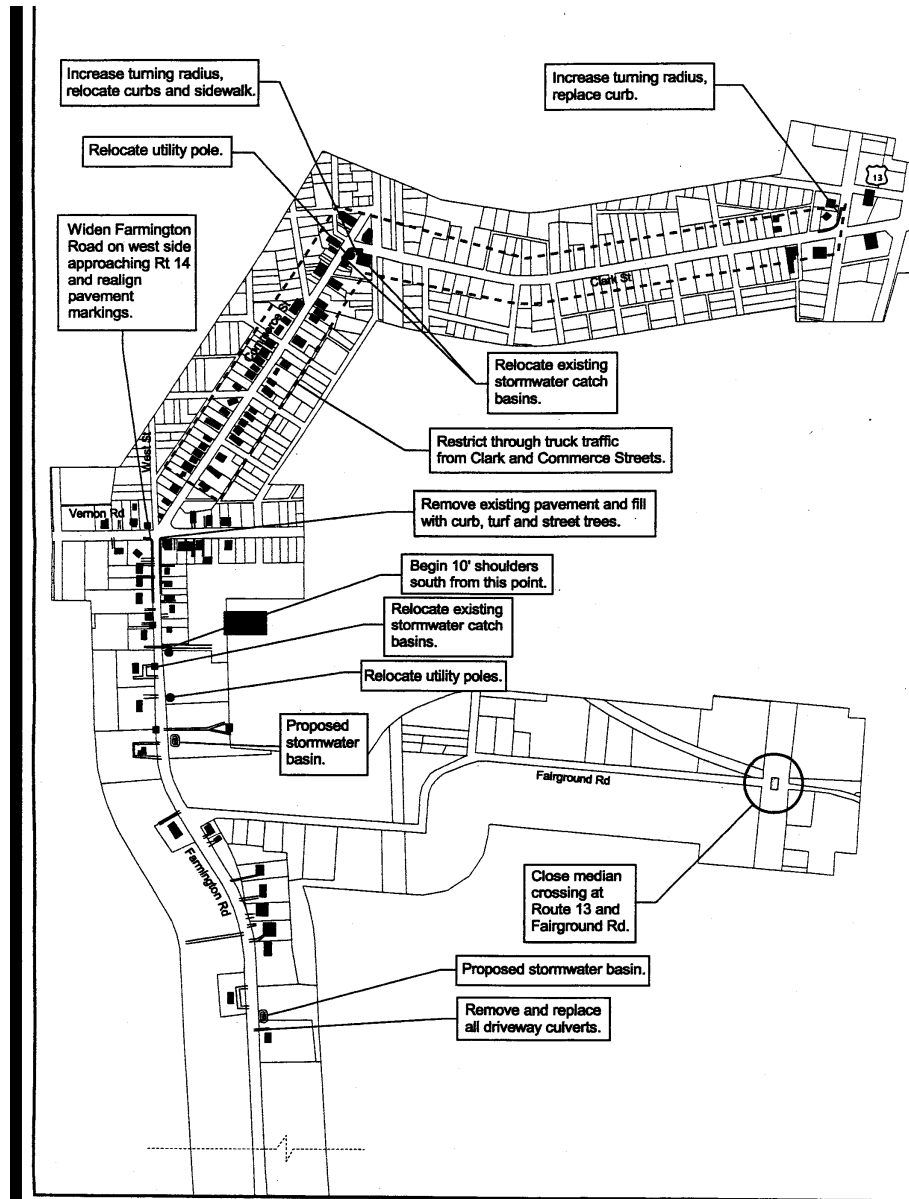 Increase turning radius,
relocate curbs and sidewalk.
Increase turning radius,
replace curb.
Relocate utility pole.
13
Widen Farmington
Road on west side
approaching Rt 14
and realign
pavement
markings.
Clark St
Commerce St
Relocate existing
stormwater catch
basins.
Restrict through truck traffic
from Clark and Commerce Streets.
West St
Vernon Rd
Remove existing pavement and fill
with curb, turf and street trees.
Begin 10' shoulders
south from this point.
Relocate existing
stormwater catch
basins.
Relocate utility poles.
Proposed
stormwater
basin.
Fairground Rd
Farmington Rd
Close median
crossing at
Route 13 and
Fairground Rd.
Proposed stormwater basin.
Remove and replace
all driveway culverts.